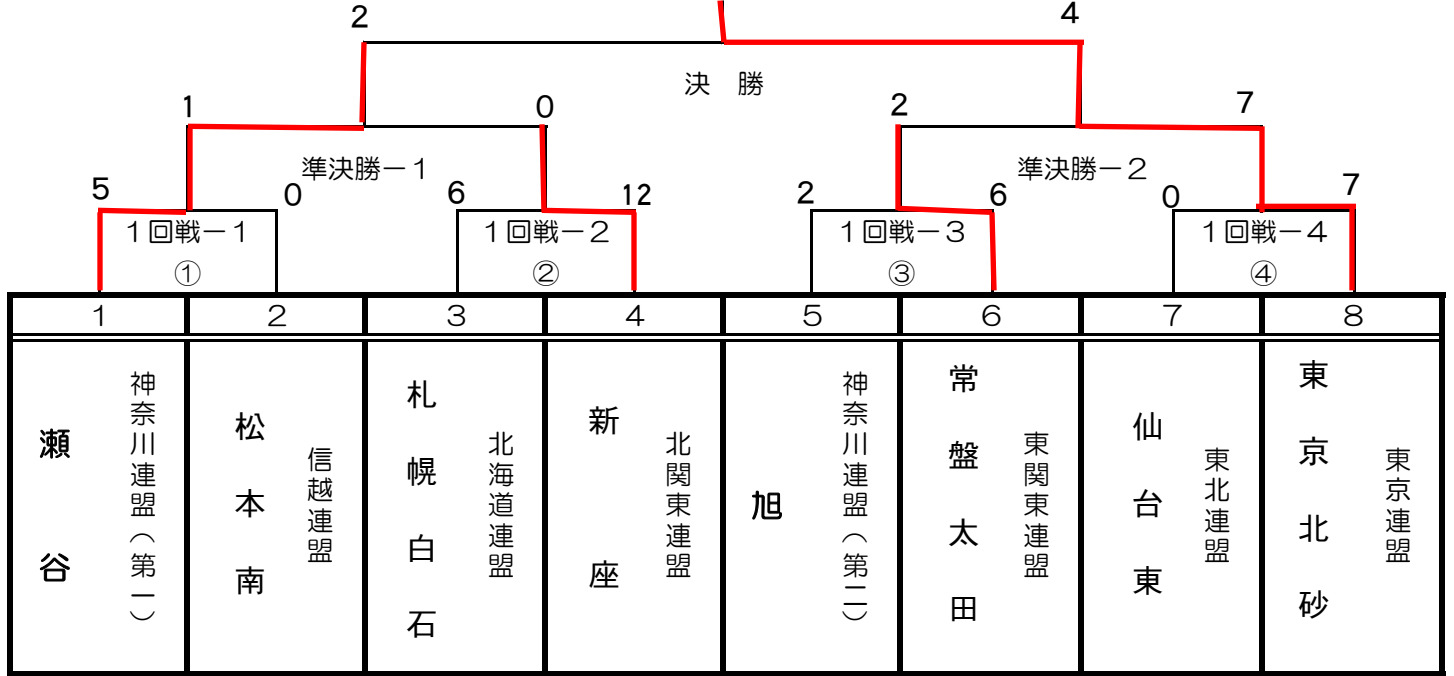 2
4
決　勝
1
0
2
7
準決勝－１
準決勝－２
5
0
6
12
2
6
0
7
１回戦－１
１回戦－２
１回戦－３
１回戦－４
①
②
③
④
１
２
３
４
５
６
７
８
瀬谷
神奈川連盟（第一）
松本南
信越連盟
札幌白石
北海道連盟
新座
北関東連盟
旭
神奈川連盟（第二）
常盤太田
東関東連盟
仙台東
東北連盟
東京北砂
東京連盟